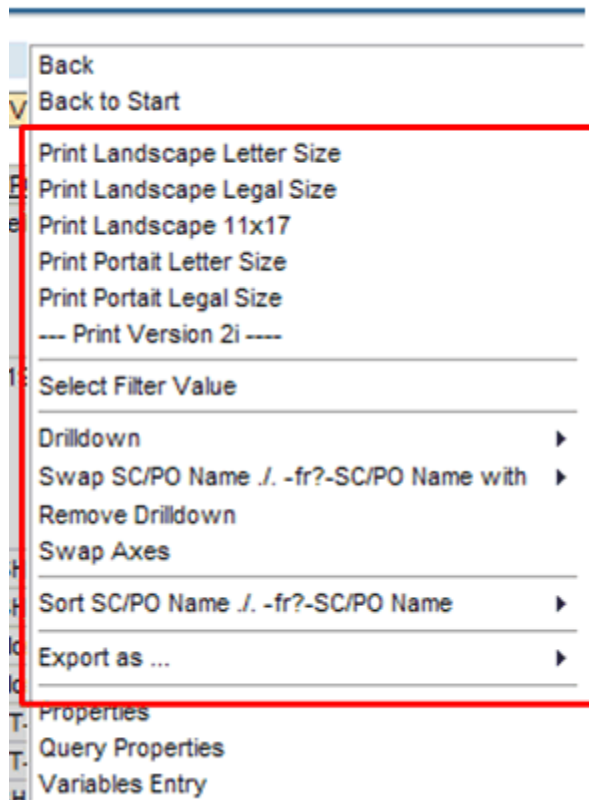 Back
Back to Start
Print Landscape Letter Size
Print Landscape Legal Size
Print Landscape 11x17
Print Portait Letter Size
Print Portait Legal Size
--- Print Version 2i ----
Select Filter Value
Drilldown
Swap SC/PO Name ./. -fr?-SC/PO Name with
Remove Drilldown
Swap Axes
Sort SC/PO Name ./. -fr?-SC/PO Name
Export as ...
Properties
Query Properties
Variables Entry